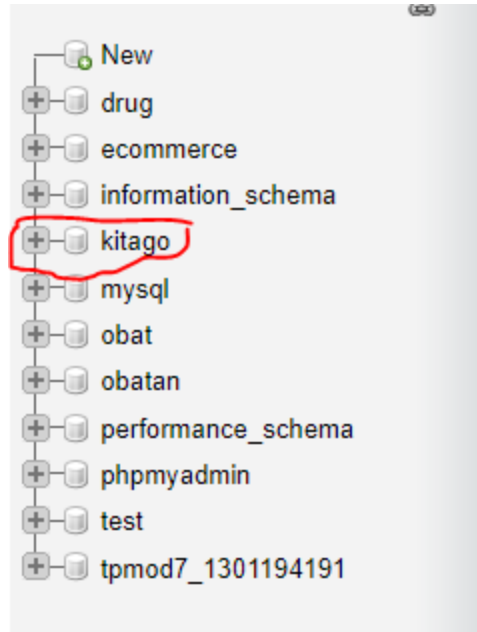 New
drug
ecommerce
information_schema
kitago
mysql
obat
obatan
performance_schema
phpmyadmin
test
tpmod7_1301194191